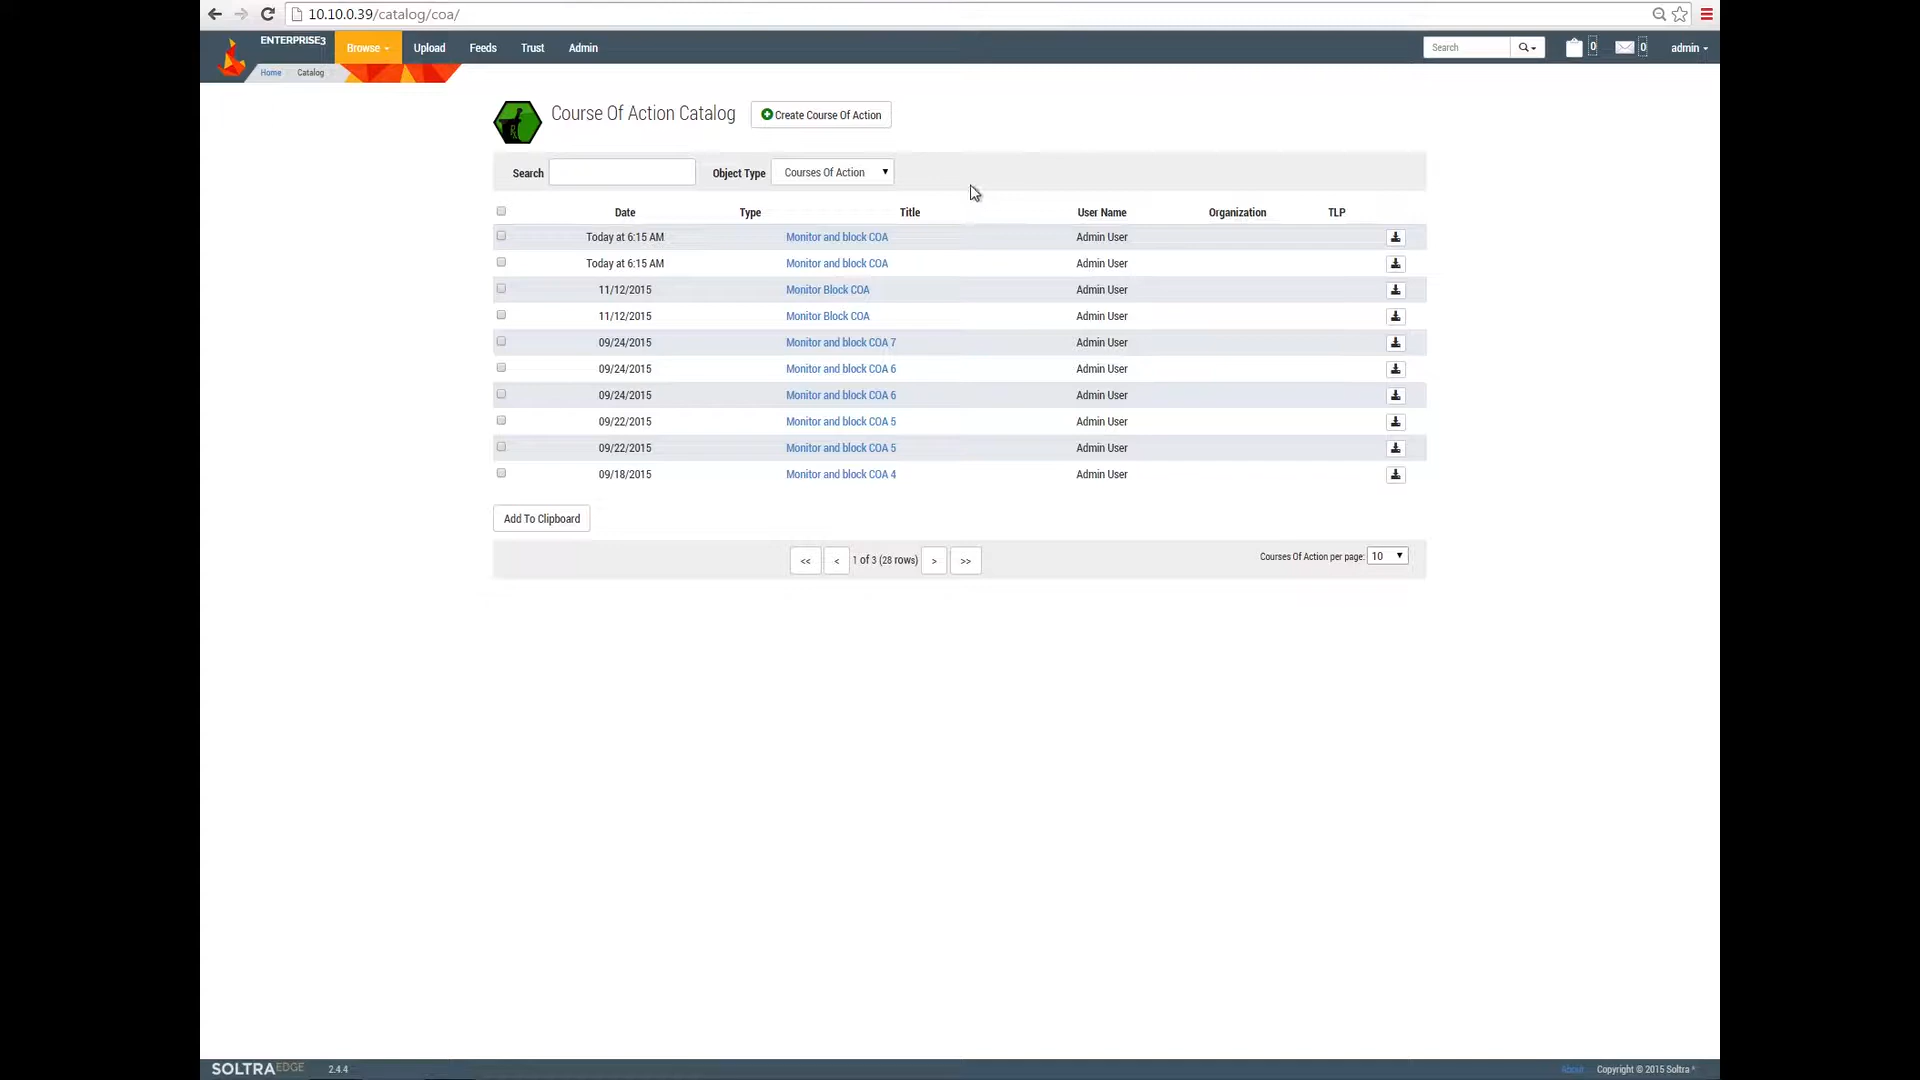 10.10.0.39/catalog/coa/
ENTERPRISE3 Browse Upload Feeds Trust Admin Search 0 0 admin
Home Catalog
Course Of Action Catalog Create Course Of Action
Search Object Type Courses Of Action
Date Type Title User Name Organization TLP
Today at 6:15 AM Monitor and block COA Admin User
Today at 6:15 AM Monitor and block COA Admin User
11/12/2015 Monitor Block COA Admin User
11/12/2015 Monitor Block COA Admin User
09/24/2015 Monitor and block COA 7 Admin User
09/24/2015 Monitor and block COA 6 Admin User
09/24/2015 Monitor and block COA 6 Admin User
09/22/2015 Monitor and block COA 5 Admin User
09/22/2015 Monitor and block COA 5 Admin User
09/18/2015 Monitor and block COA 4 Admin User
Add To Clipboard
<< < 1 of 3 (28 rows) > >> Courses Of Action per page: 10
SOLTRA EDGE 2.4.4 About Copyright © 2015 Soltra